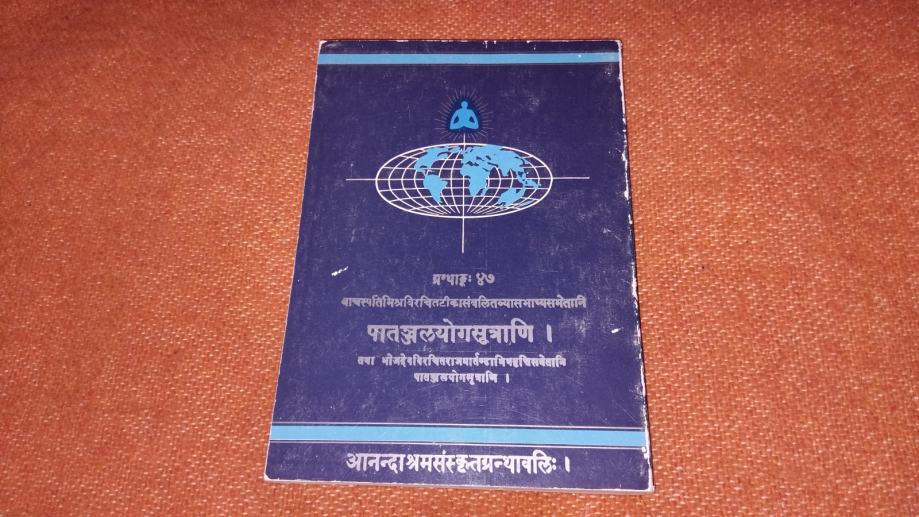 ग्रन्थाङ्कः ४७
वाचस्पतिमिश्रविरचितटीकासंवलितव्यासभाष्यसमेतानि
पातञ्जलयोगसूत्राणि ।
तथा भोजदेवविरचितराजमार्तण्डाभिधवृत्तिसमेतानि
पातञ्जलयोगसूत्राणि ।
आनन्दाश्रमसंस्कृतग्रन्थावलिः ।